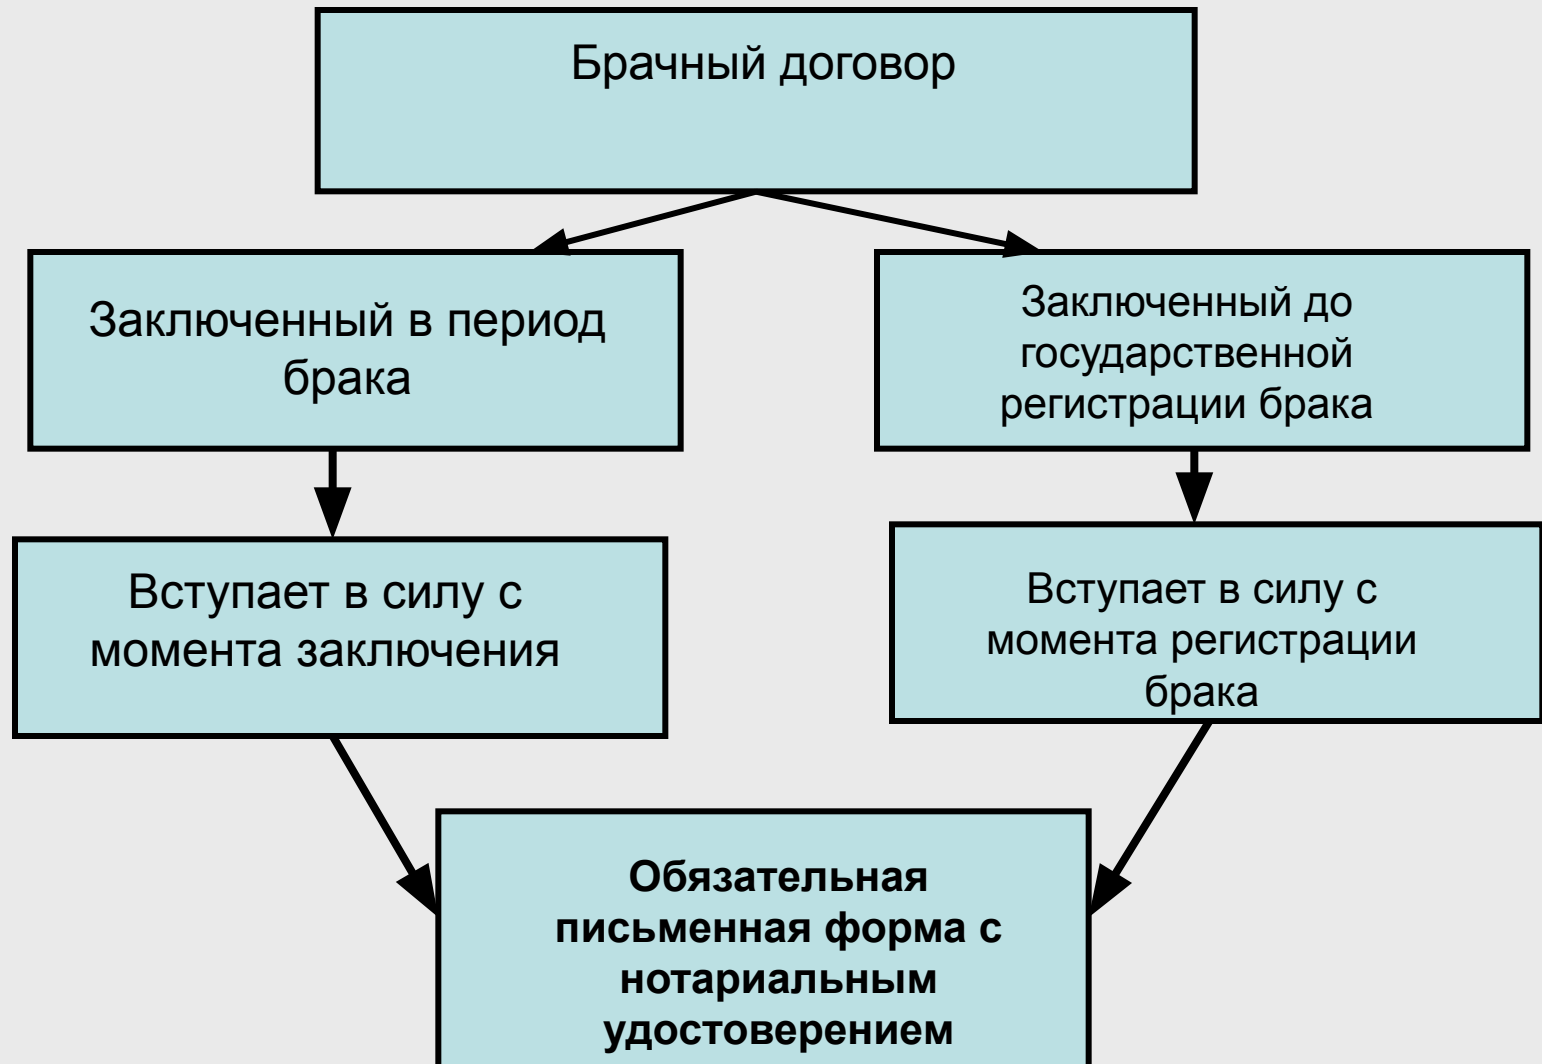 Брачный договор
Заключенный в период
брака
Заключенный до
государственной
регистрации брака
Вступает в силу с
момента заключения
Вступает в силу с
момента регистрации
брака
Обязательная
письменная форма с
нотариальным
удостоверением